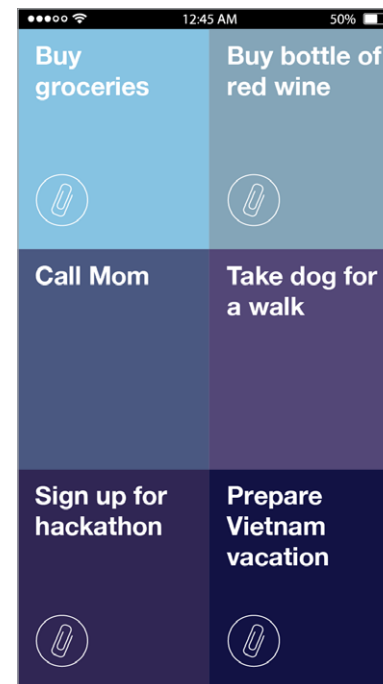 12:45 AM 50%
Buy
groceries
Buy bottle of
red wine
Call Mom
Take dog for
a walk
Sign up for
hackathon
Prepare
Vietnam
vacation